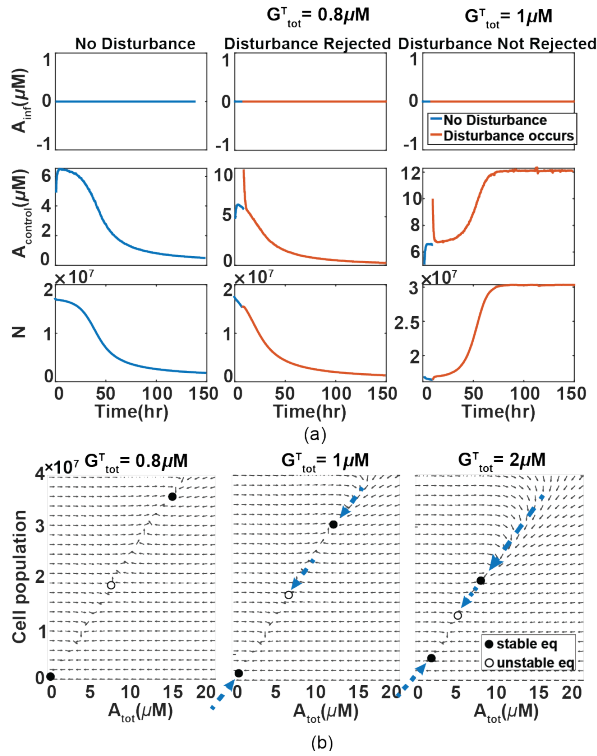 G^T_tot = 0.8μM
G^T_tot = 1μM
No Disturbance
Disturbance Rejected
Disturbance Not Rejected
A_inf(μM)
1
0
-1
1
0
-1
1
0
-1
No Disturbance
Disturbance occurs
A_control(μM)
6
4
2
0
10
5
0
12
10
8
6
×10^7
×10^7
×10^7
N
2
1
0
2
1
0
3
2.5
2
0
50
100
150
0
50
100
150
0
50
100
150
Time(hr)
Time(hr)
Time(hr)
(a)
G^T_tot = 0.8μM
G^T_tot = 1μM
G^T_tot = 2μM
×10^7
Cell population
4
3
2
1
0
0
5
10
15
20
0
5
10
15
20
0
5
10
15
20
stable eq
unstable eq
A_tot(μM)
A_tot(μM)
A_tot(μM)
(b)